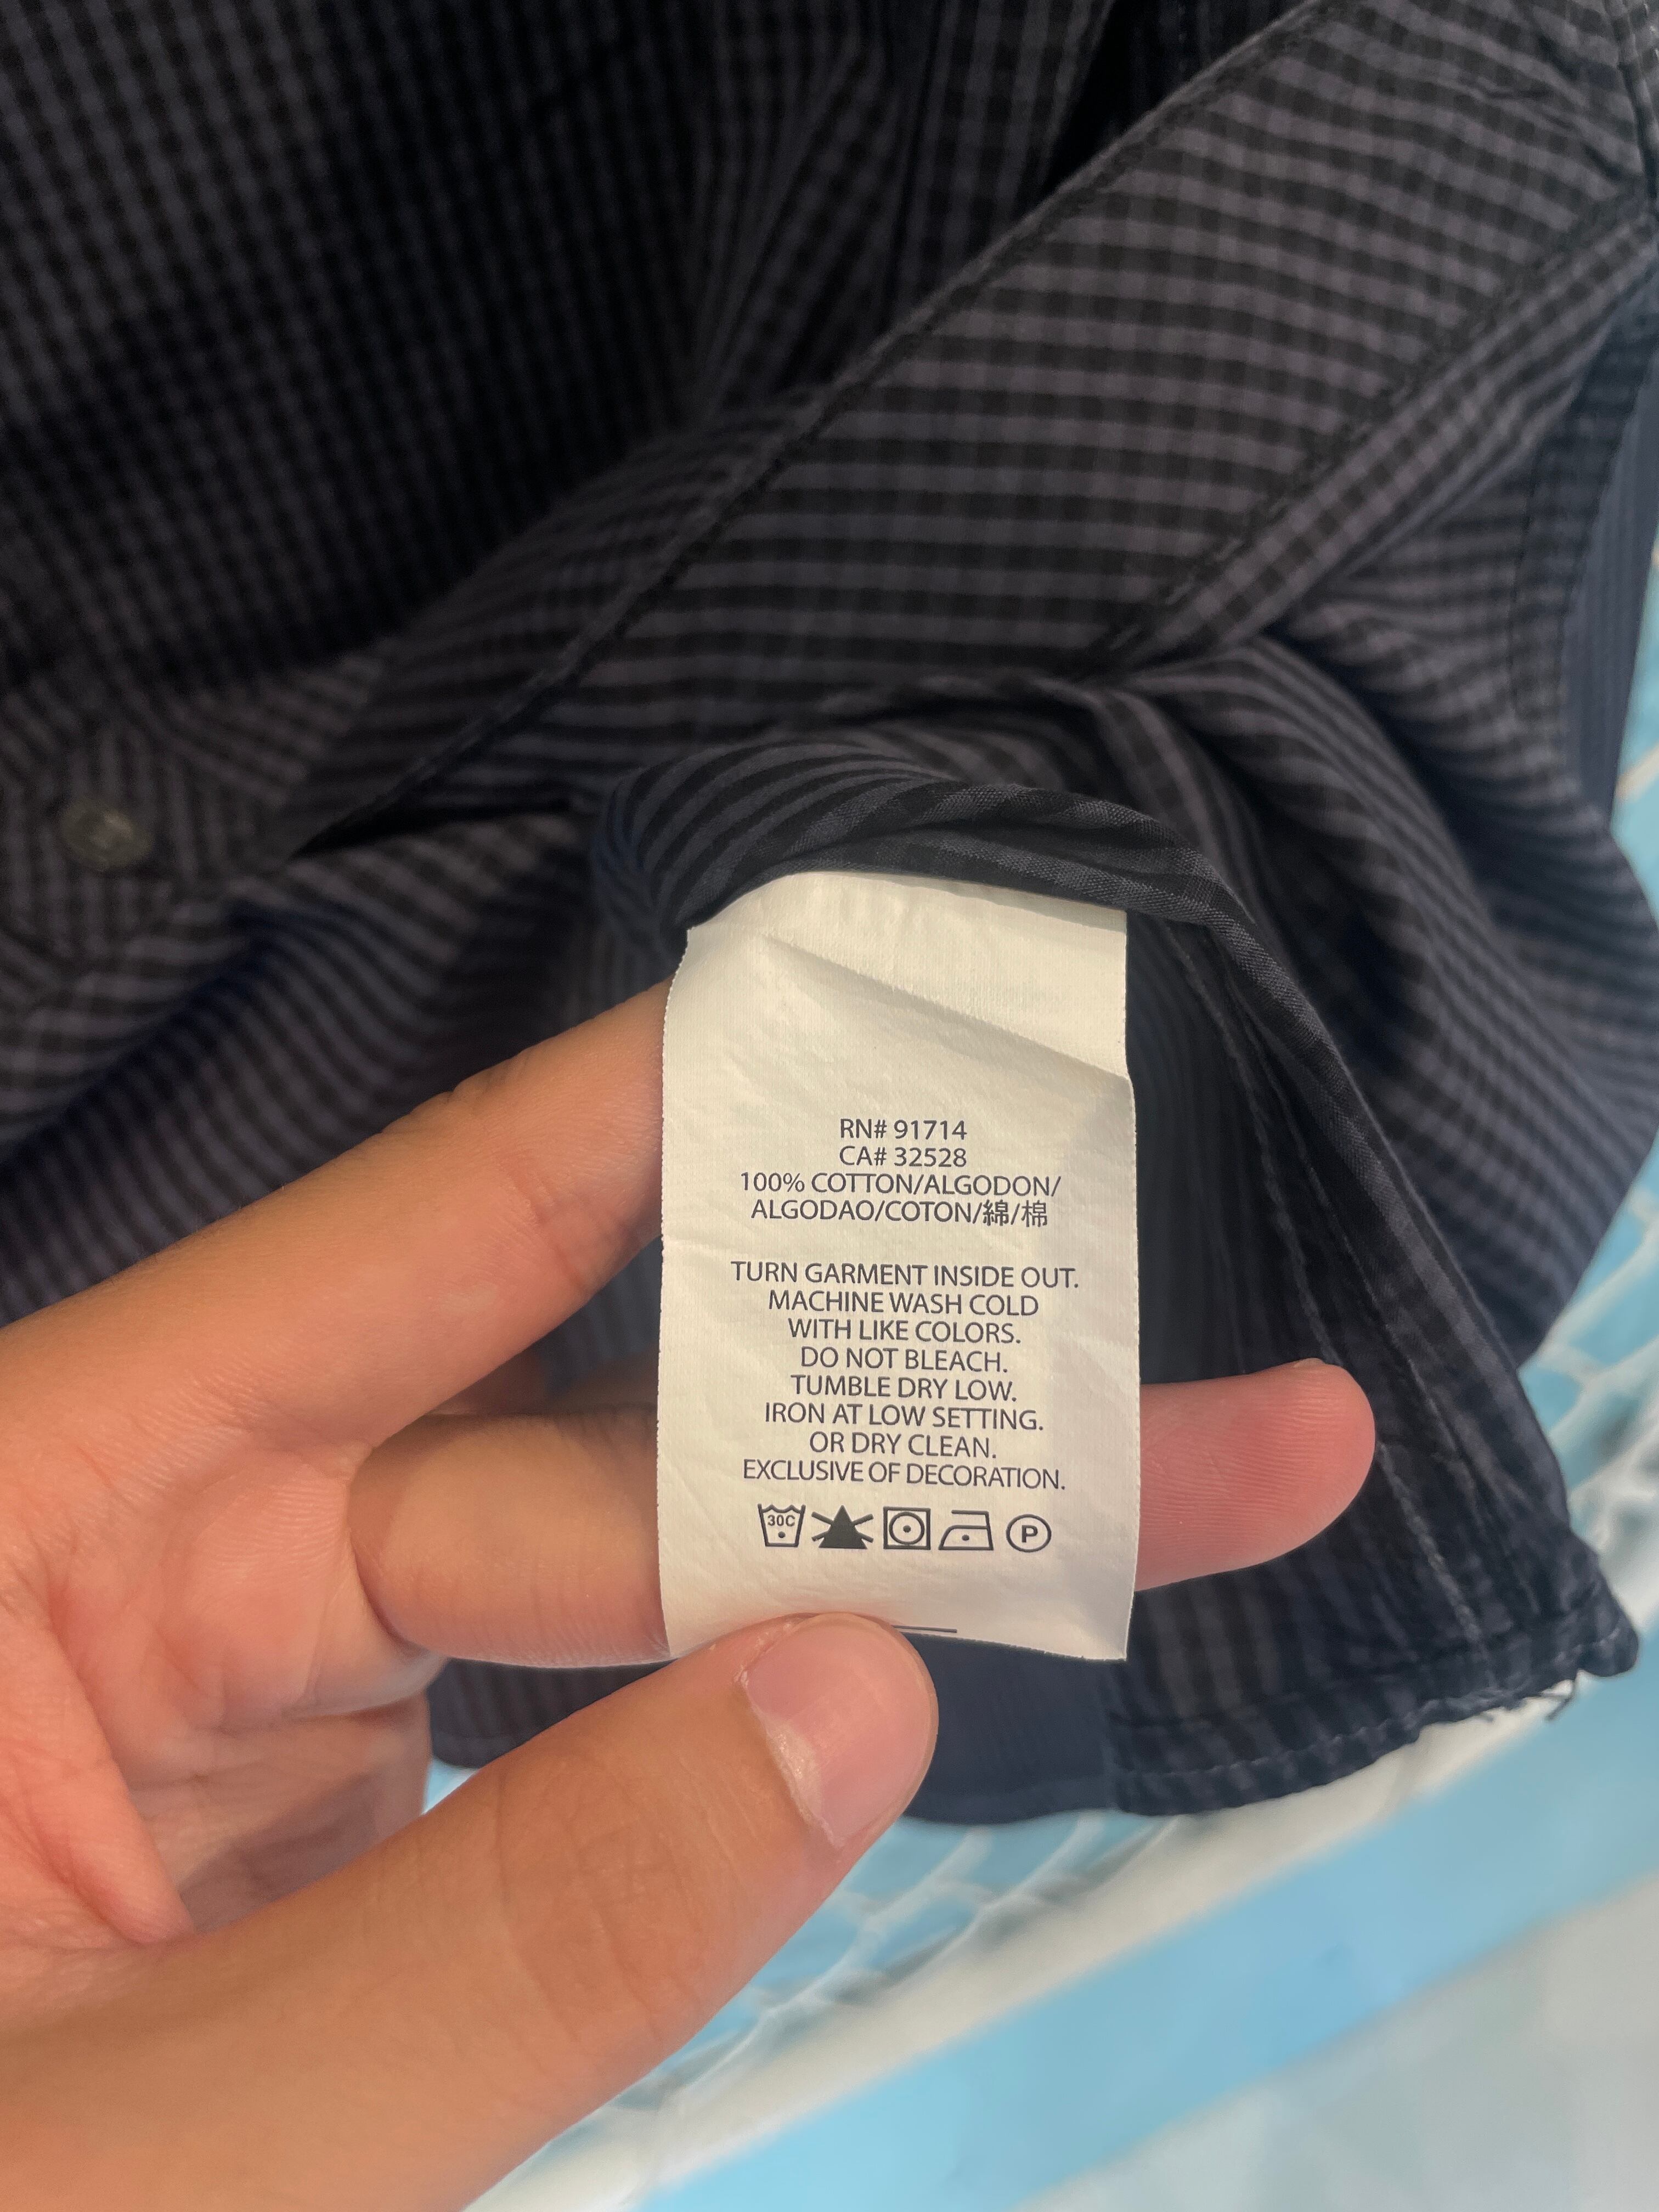 RN# 91714
CA# 32528
100% COTTON/ALGODON/
ALGODAO/COTON/綿/棉
TURN GARMENT INSIDE OUT.
MACHINE WASH COLD
WITH LIKE COLORS.
DO NOT BLEACH.
TUMBLE DRY LOW.
IRON AT LOW SETTING.
OR DRY CLEAN.
EXCLUSIVE OF DECORATION.
30C P